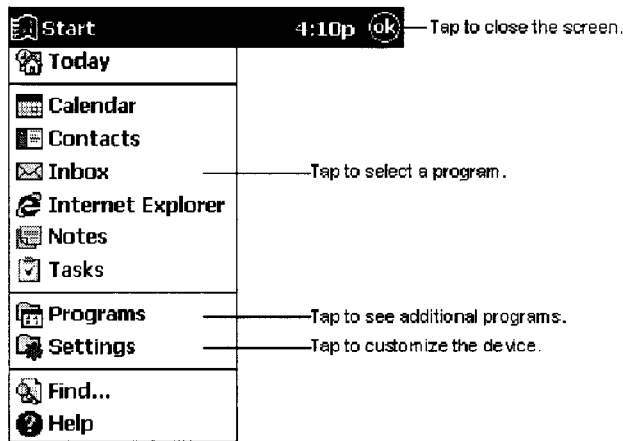 Start 4:10p ok Tap to close the screen.
Today
Calendar
Contacts
Inbox Tap to select a program.
Internet Explorer
Notes
Tasks
Programs Tap to see additional programs.
Settings Tap to customize the device.
Find...
Help